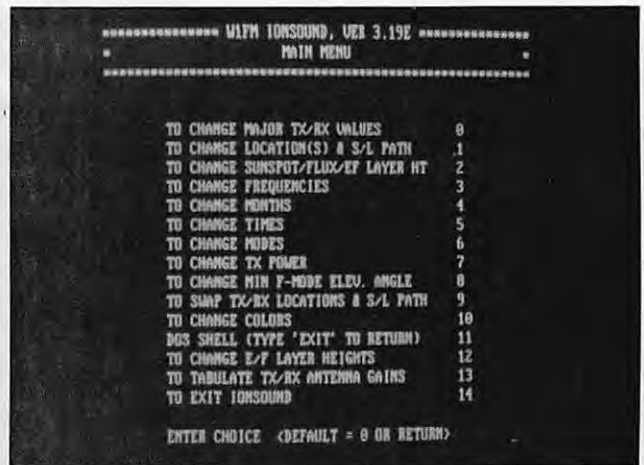 *************** W1FM IONSOUND, VER 3.19E ***************
* MAIN MENU *
************************************************************
TO CHANGE MAJOR TX/RX VALUES 0
TO CHANGE LOCATION(S) & S/L PATH 1
TO CHANGE SUNSPOT/FLUX/EF LAYER HT 2
TO CHANGE FREQUENCIES 3
TO CHANGE MONTHS 4
TO CHANGE TIMES 5
TO CHANGE MODES 6
TO CHANGE TX POWER 7
TO CHANGE MIN F-MODE ELEV. ANGLE 8
TO SWAP TX/RX LOCATIONS & S/L PATH 9
TO CHANGE COLORS 10
DOS SHELL (TYPE 'EXIT' TO RETURN) 11
TO CHANGE E/F LAYER HEIGHTS 12
TO TABULATE TX/RX ANTENNA GAINS 13
TO EXIT IONSOUND 14
ENTER CHOICE <DEFAULT = 0 OR RETURN> _